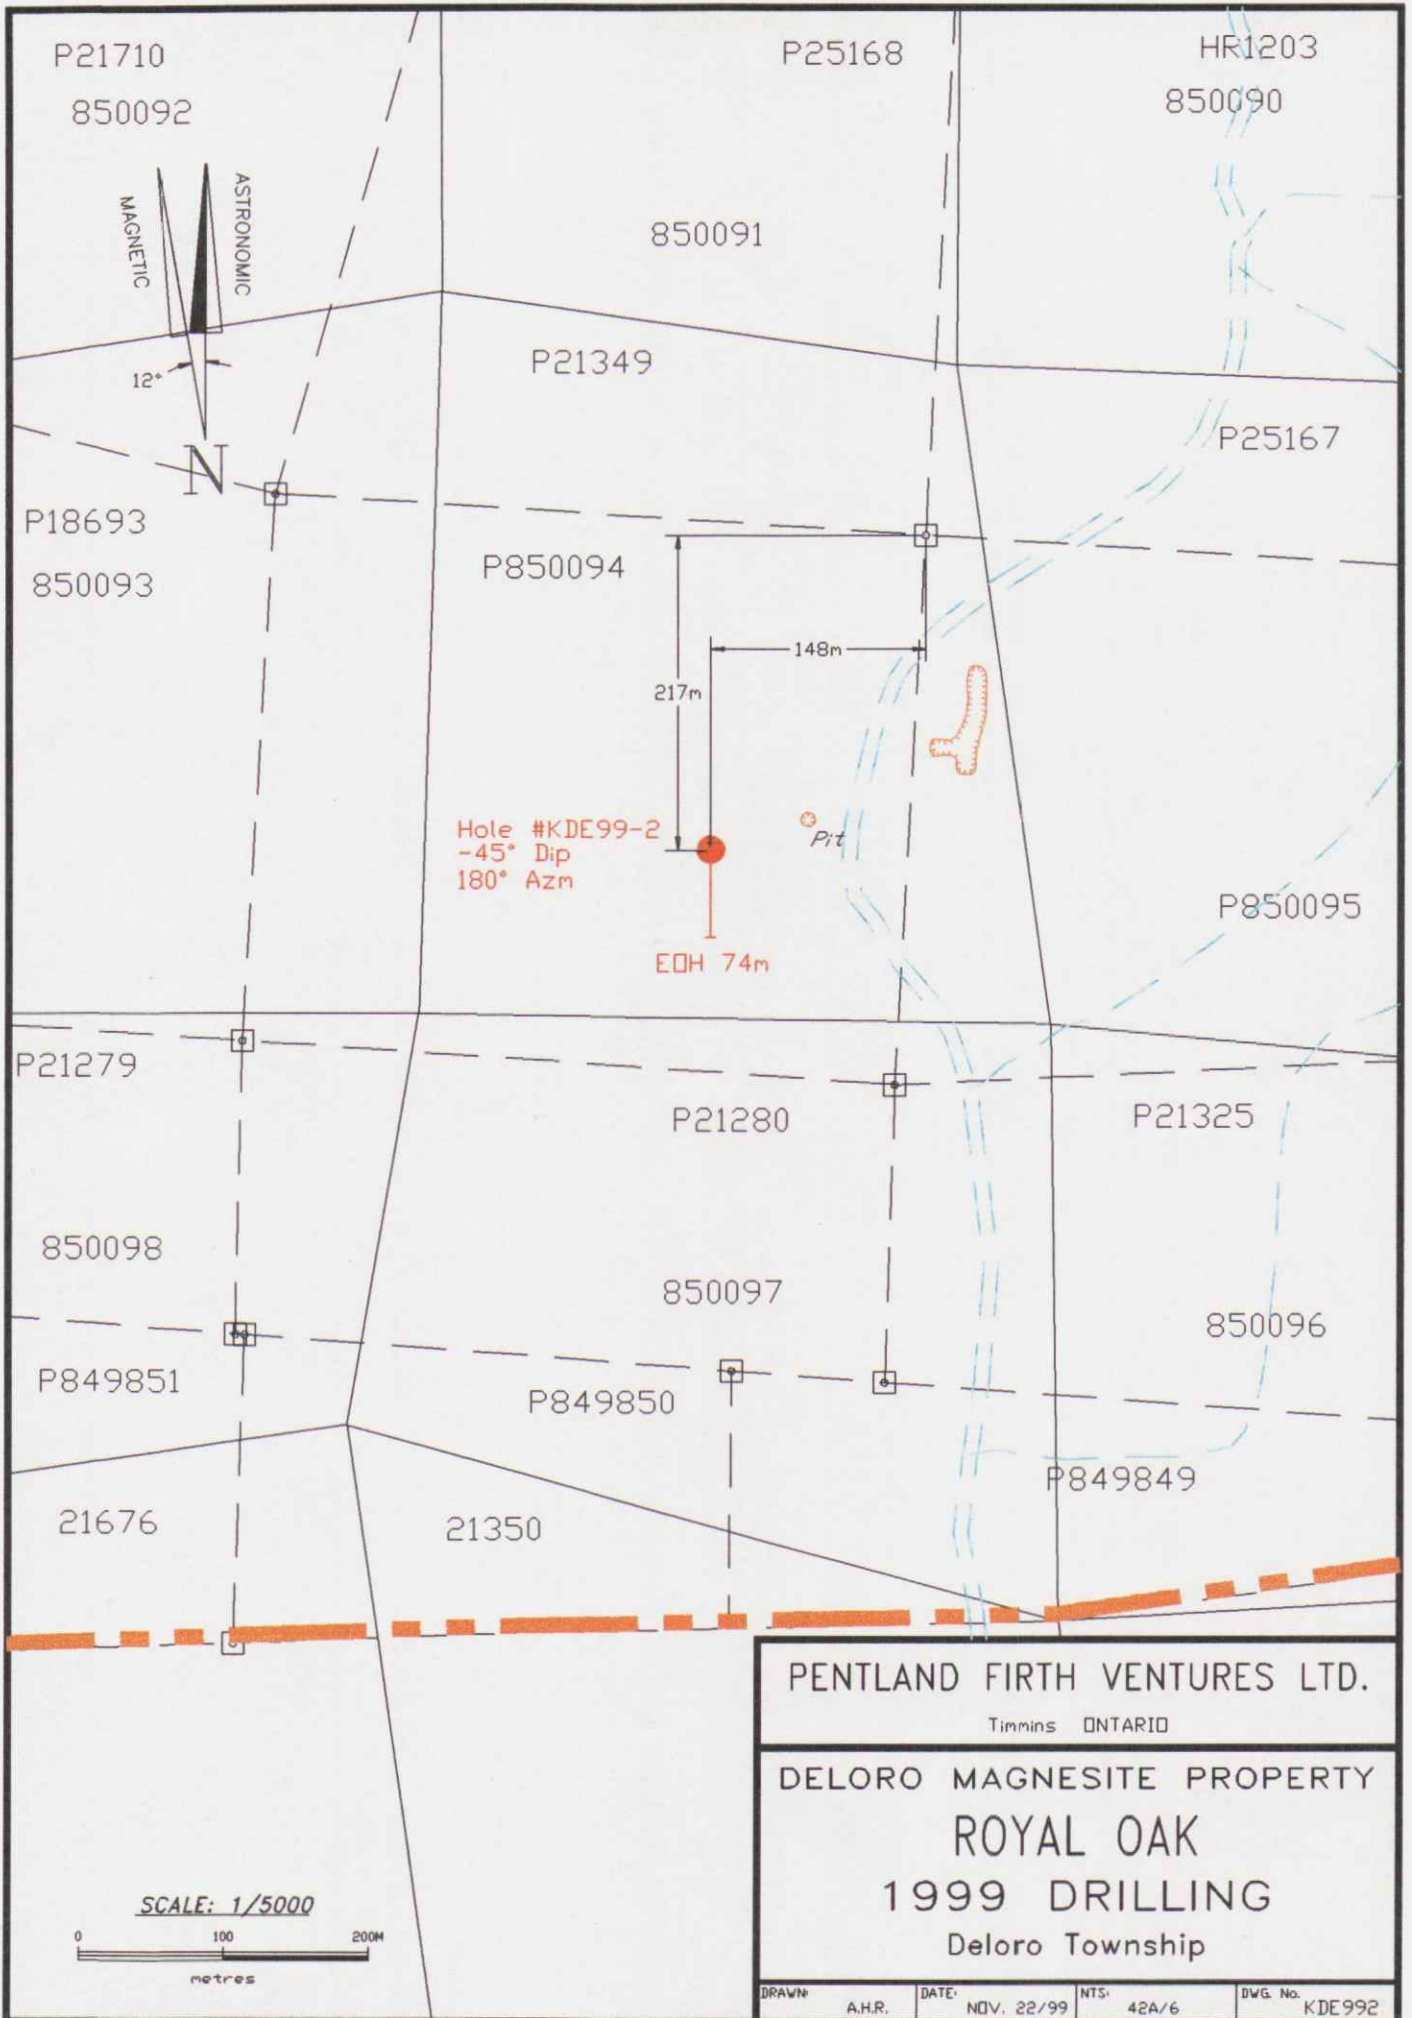 P21710
850092
P25168
HR1203
850090
850091
ASTRONOMIC
MAGNETIC
12°
N
P21349
P25167
P18693
850093
P850094
148m
217m
Hole #KDE99-2
-45° Dip
180° Azm
Pit
EOH 74m
P850095
P21279
P21280
P21325
850098
850097
850096
P849851
P849850
P849849
21676
21350
PENTLAND FIRTH VENTURES LTD.
Timmins ONTARIO
DELORO MAGNESITE PROPERTY
ROYAL OAK
1999 DRILLING
Deloro Township
SCALE: 1/5000
0 100 200M
metres
DRAWN: A.H.R.
DATE: NOV. 22/99
NTS: 42A/6
DWG. No. KDE992